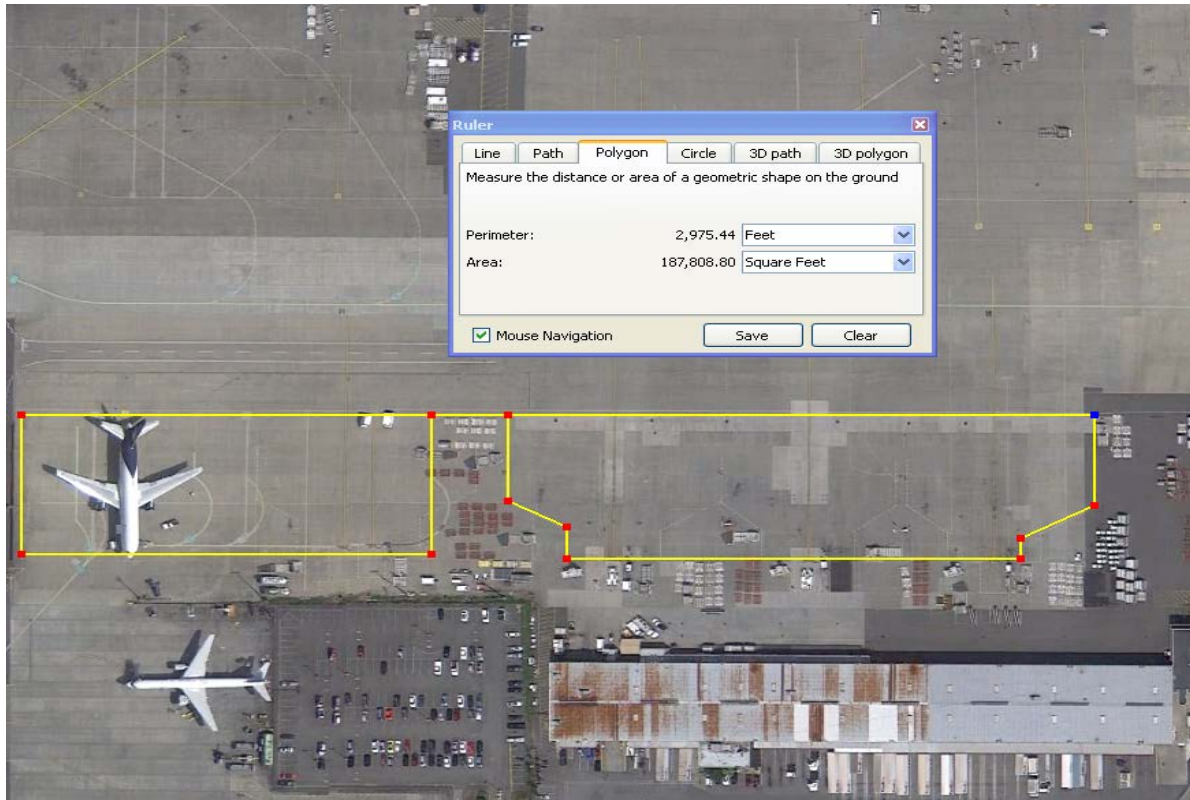 Ruler
Line Path Polygon Circle 3D path 3D polygon
Measure the distance or area of a geometric shape on the ground
Perimeter: 2,975.44 Feet
Area: 187,808.80 Square Feet
Mouse Navigation Save Clear